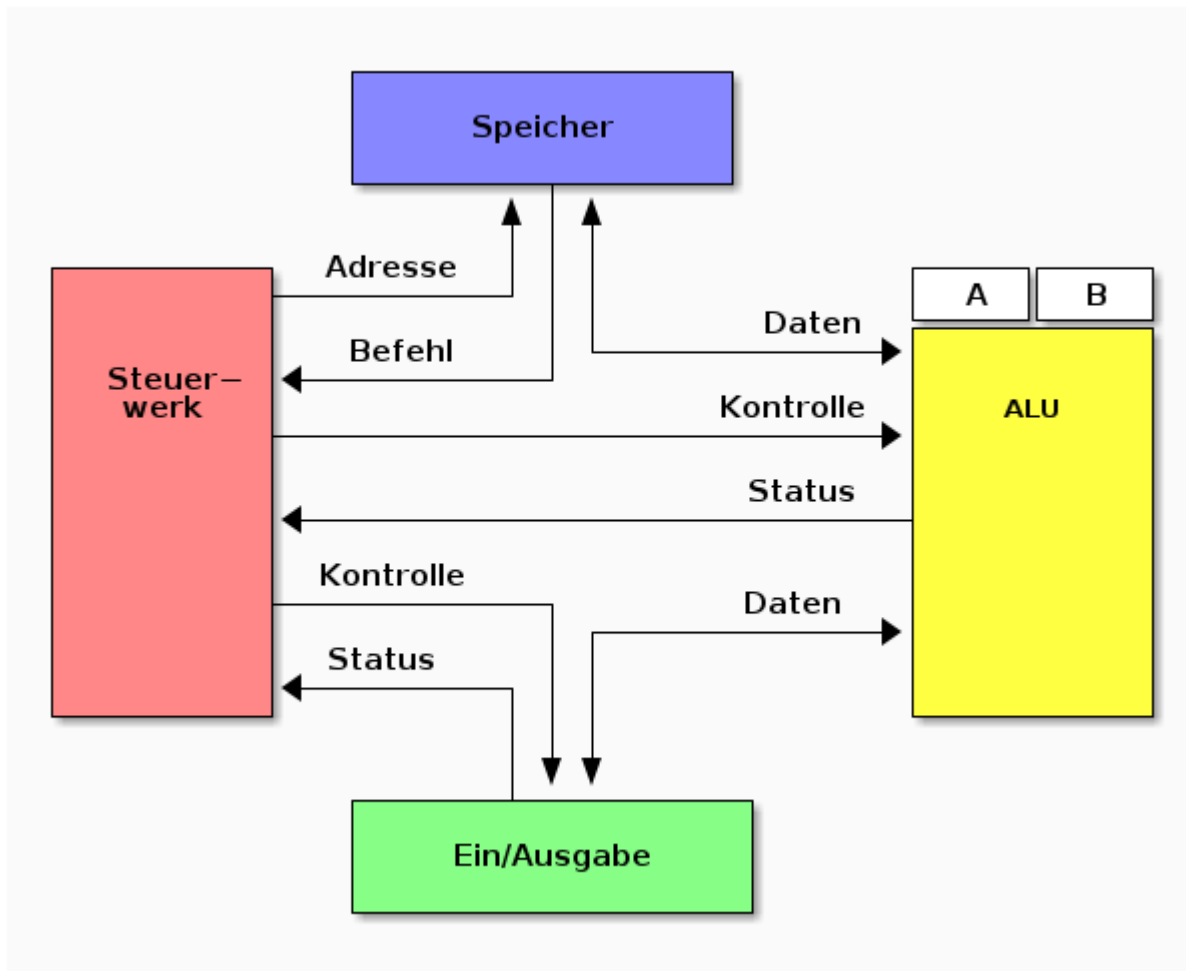 Speicher
Adresse
A
B
Daten
Befehl
Steuer–
werk
Kontrolle
ALU
Status
Kontrolle
Daten
Status
Ein/Ausgabe